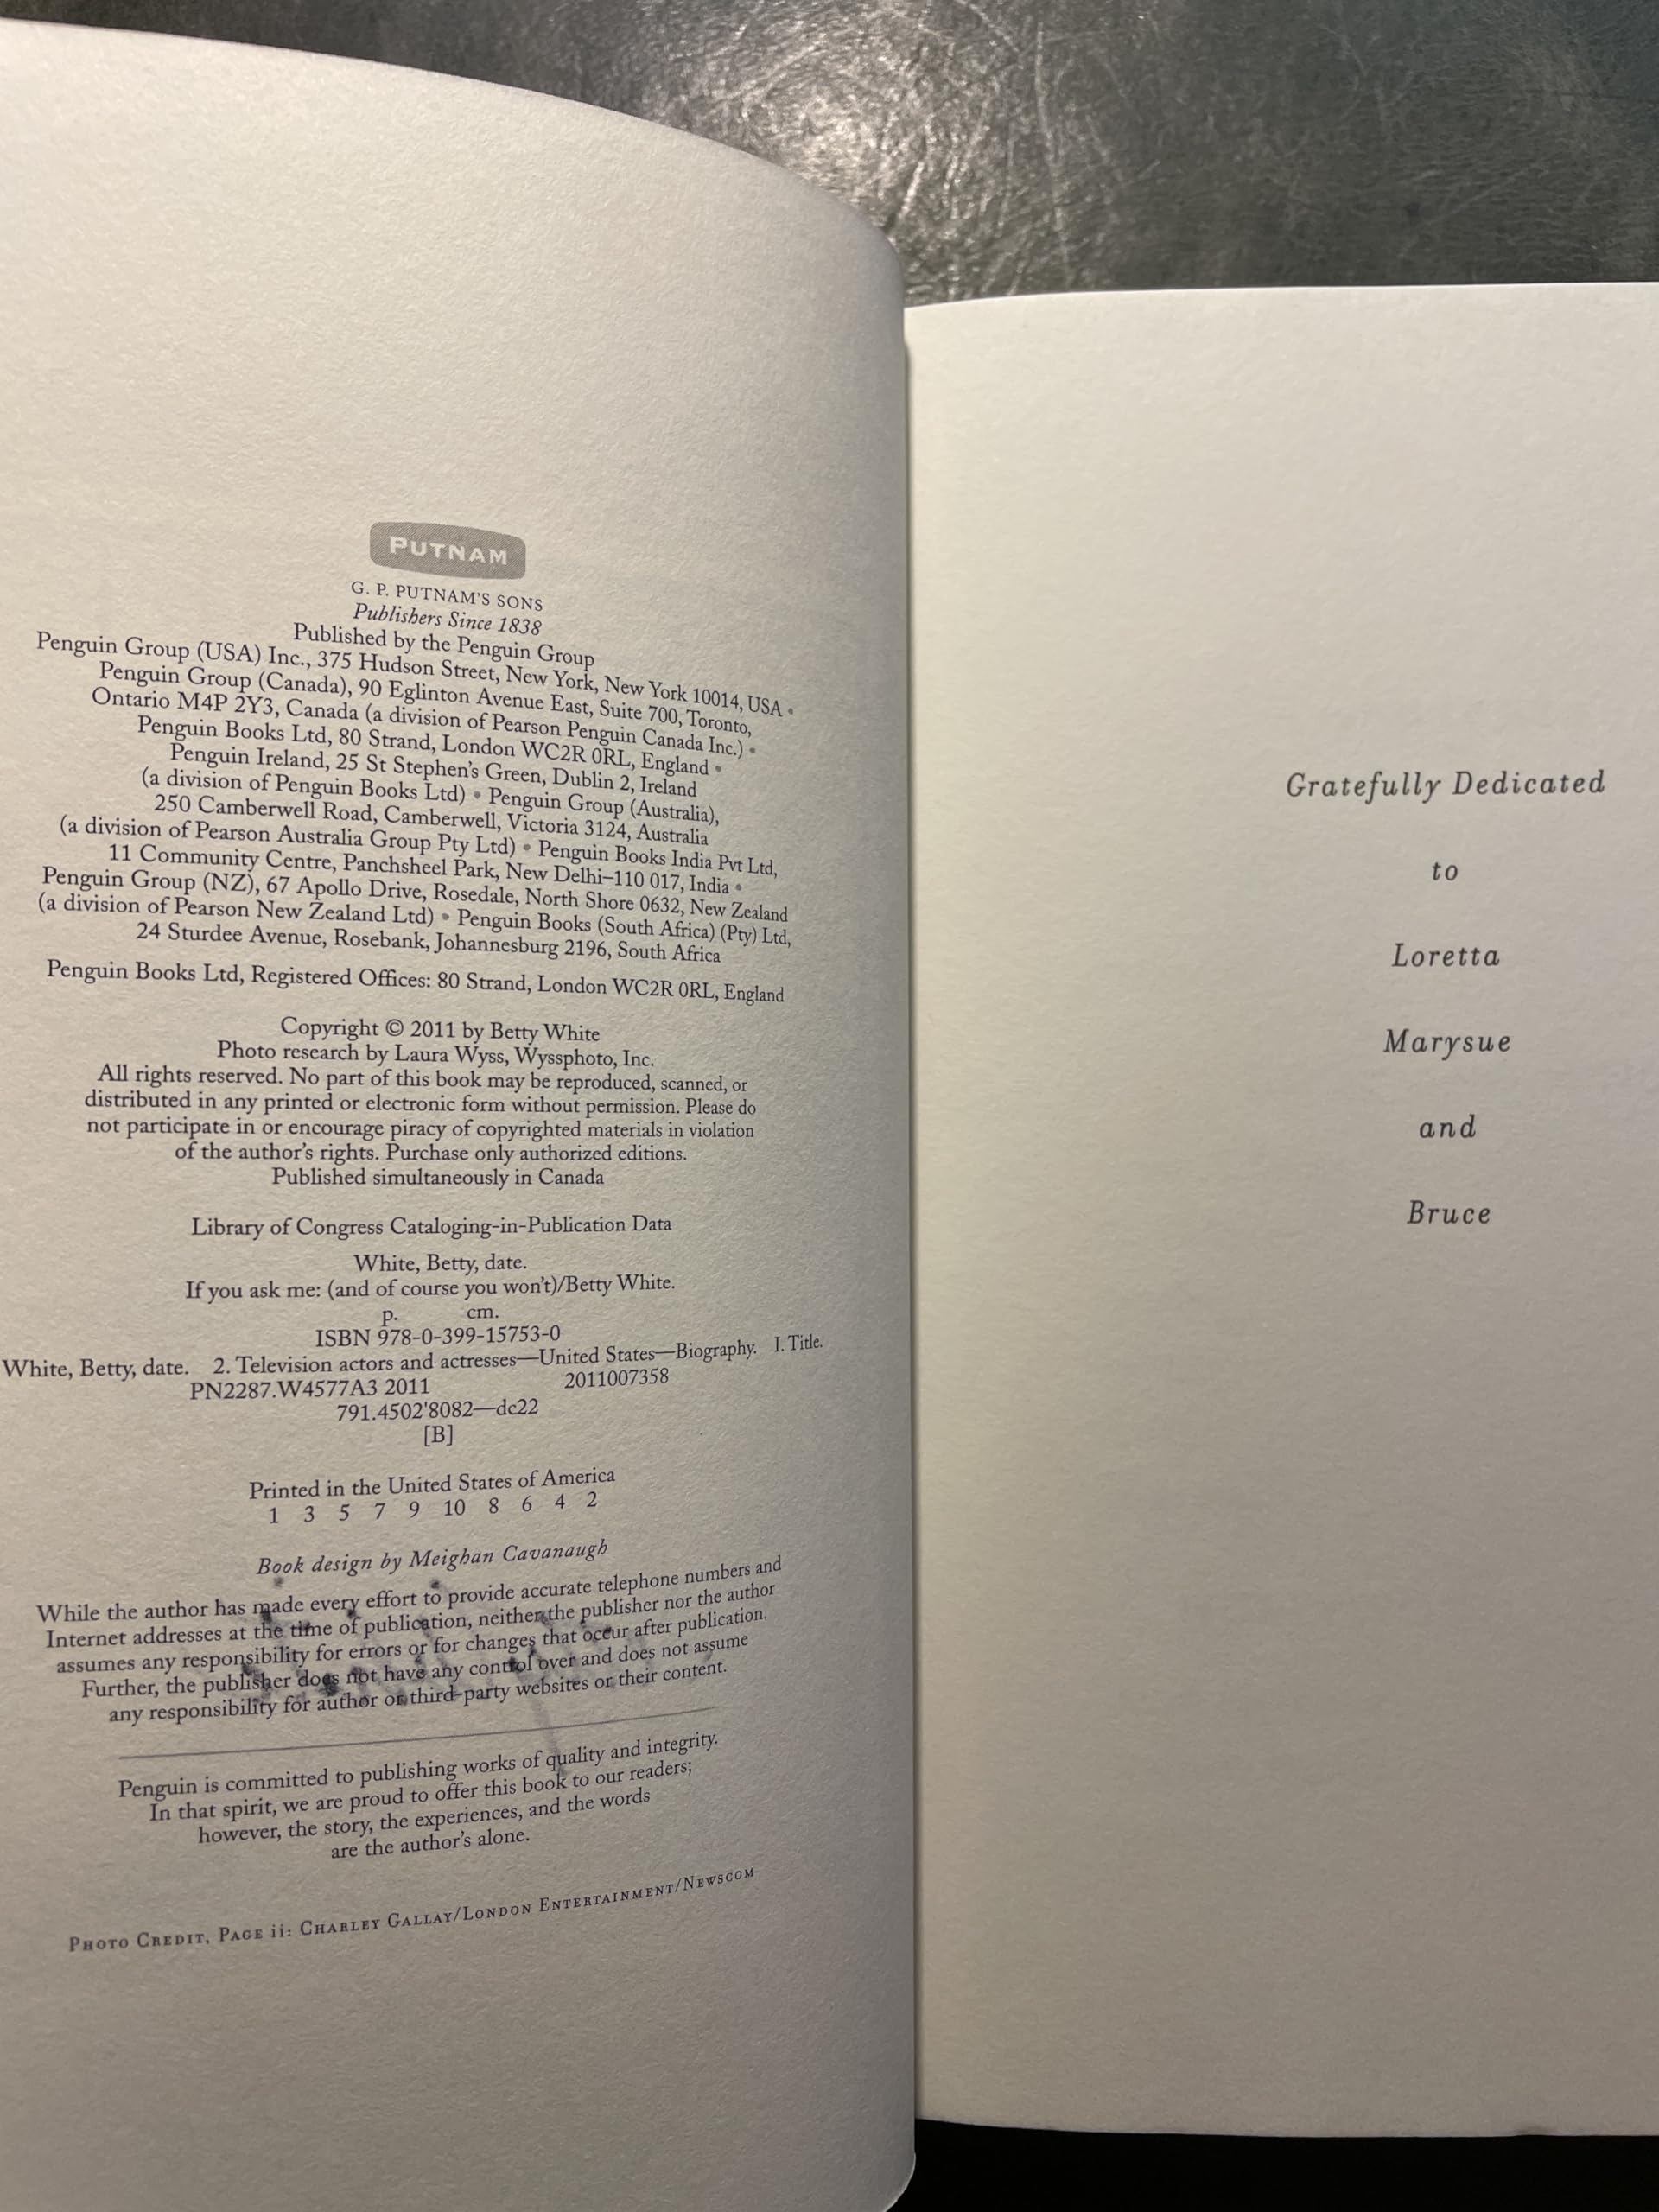 PUTNAM
G. P. PUTNAM'S SONS
Publishers Since 1838
Published by the Penguin Group
Penguin Group (USA) Inc., 375 Hudson Street, New York, New York 10014, USA •
Penguin Group (Canada), 90 Eglinton Avenue East, Suite 700, Toronto,
Ontario M4P 2Y3, Canada (a division of Pearson Penguin Canada Inc.) •
Penguin Books Ltd, 80 Strand, London WC2R 0RL, England •
Penguin Ireland, 25 St Stephen's Green, Dublin 2, Ireland
(a division of Penguin Books Ltd) • Penguin Group (Australia),
250 Camberwell Road, Camberwell, Victoria 3124, Australia
(a division of Pearson Australia Group Pty Ltd) • Penguin Books India Pvt Ltd,
11 Community Centre, Panchsheel Park, New Delhi–110 017, India •
Penguin Group (NZ), 67 Apollo Drive, Rosedale, North Shore 0632, New Zealand
(a division of Pearson New Zealand Ltd) • Penguin Books (South Africa) (Pty) Ltd,
24 Sturdee Avenue, Rosebank, Johannesburg 2196, South Africa
Penguin Books Ltd, Registered Offices: 80 Strand, London WC2R 0RL, England
Copyright © 2011 by Betty White
Photo research by Laura Wyss, Wyssphoto, Inc.
All rights reserved. No part of this book may be reproduced, scanned, or
distributed in any printed or electronic form without permission. Please do
not participate in or encourage piracy of copyrighted materials in violation
of the author's rights. Purchase only authorized editions.
Published simultaneously in Canada
Library of Congress Cataloging-in-Publication Data
White, Betty, date.
If you ask me: (and of course you won't)/Betty White.
p. cm.
ISBN 978-0-399-15753-0
White, Betty, date. 2. Television actors and actresses—United States—Biography. I. Title.
PN2287.W4577A3 2011 2011007358
791.4502'8082—dc22
[B]
Printed in the United States of America
1 3 5 7 9 10 8 6 4 2
Book design by Meighan Cavanaugh
While the author has made every effort to provide accurate telephone numbers and
Internet addresses at the time of publication, neither the publisher nor the author
assumes any responsibility for errors or for changes that occur after publication.
Further, the publisher does not have any control over and does not assume
any responsibility for author or third-party websites or their content.
Penguin is committed to publishing works of quality and integrity.
In that spirit, we are proud to offer this book to our readers;
however, the story, the experiences, and the words
are the author's alone.
PHOTO CREDIT, PAGE ii: CHARLEY GALLAY/LONDON ENTERTAINMENT/NEWSCOM
Gratefully Dedicated
to
Loretta
Marysue
and
Bruce